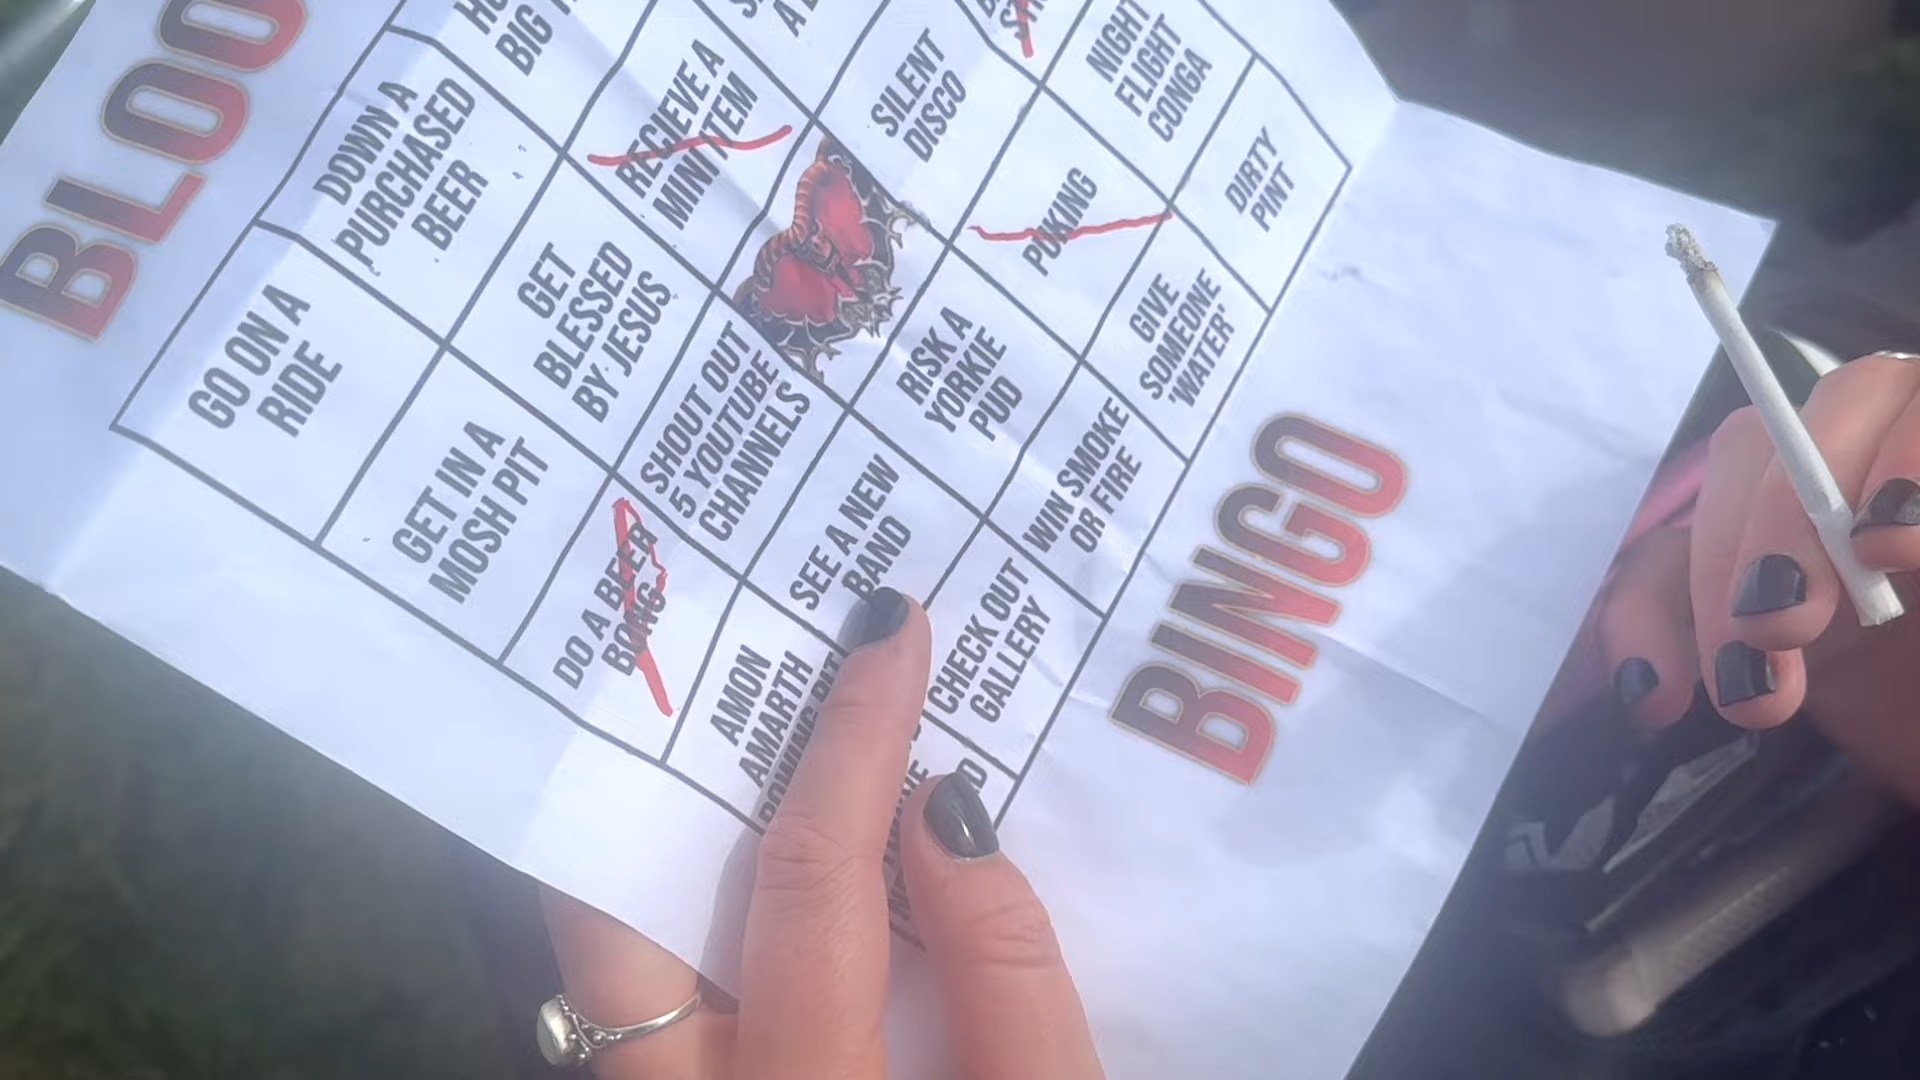 BLOO
BIG
DOWN A
PURCHASED
BEER
GO ON A
RIDE
RECIEVE A
MINI ITEM
GET
BLESSED
BY JESUS
GET IN A
MOSH PIT
SILENT
DISCO
SHOUT OUT
5 YOUTUBE
CHANNELS
DO A BEER
BONG
NIGHT
FLIGHT
CONGA
PUKING
RISK A
YORKIE
PUD
SEE A NEW
BAND
AMON
AMARTH
DIRTY
PINT
GIVE
SOMEONE
'WATER'
WIN SMOKE
OR FIRE
CHECK OUT
GALLERY
BINGO